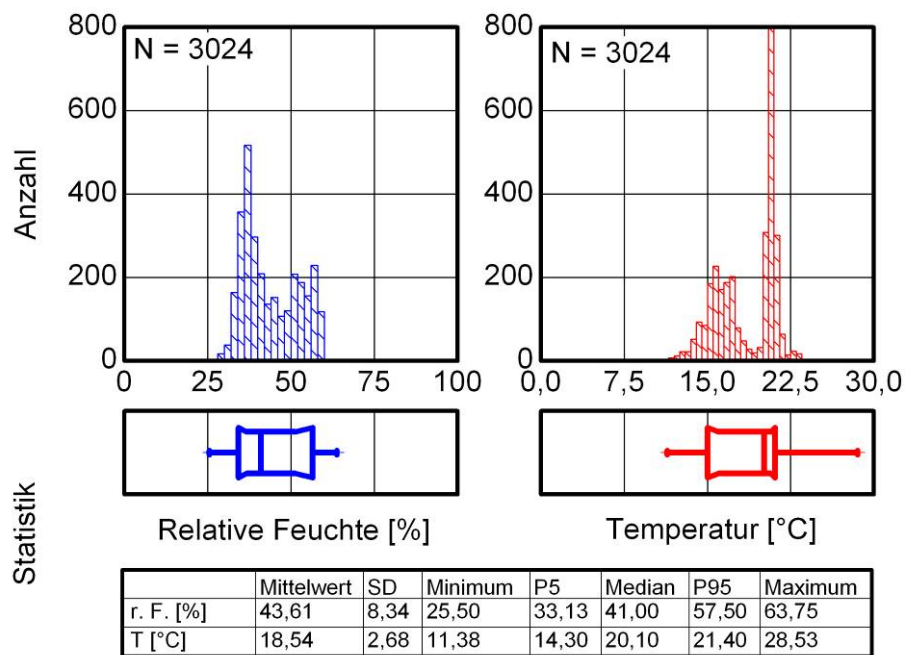 N = 3024
N = 3024
Anzahl
800
600
400
200
0
0 25 50 75 100
800
600
400
200
0
0,0 7,5 15,0 22,5 30,0
Statistik
Relative Feuchte [%]
Temperatur [°C]
Mittelwert SD Minimum P5 Median P95 Maximum
r. F. [%] 43,61 8,34 25,50 33,13 41,00 57,50 63,75
T [°C] 18,54 2,68 11,38 14,30 20,10 21,40 28,53